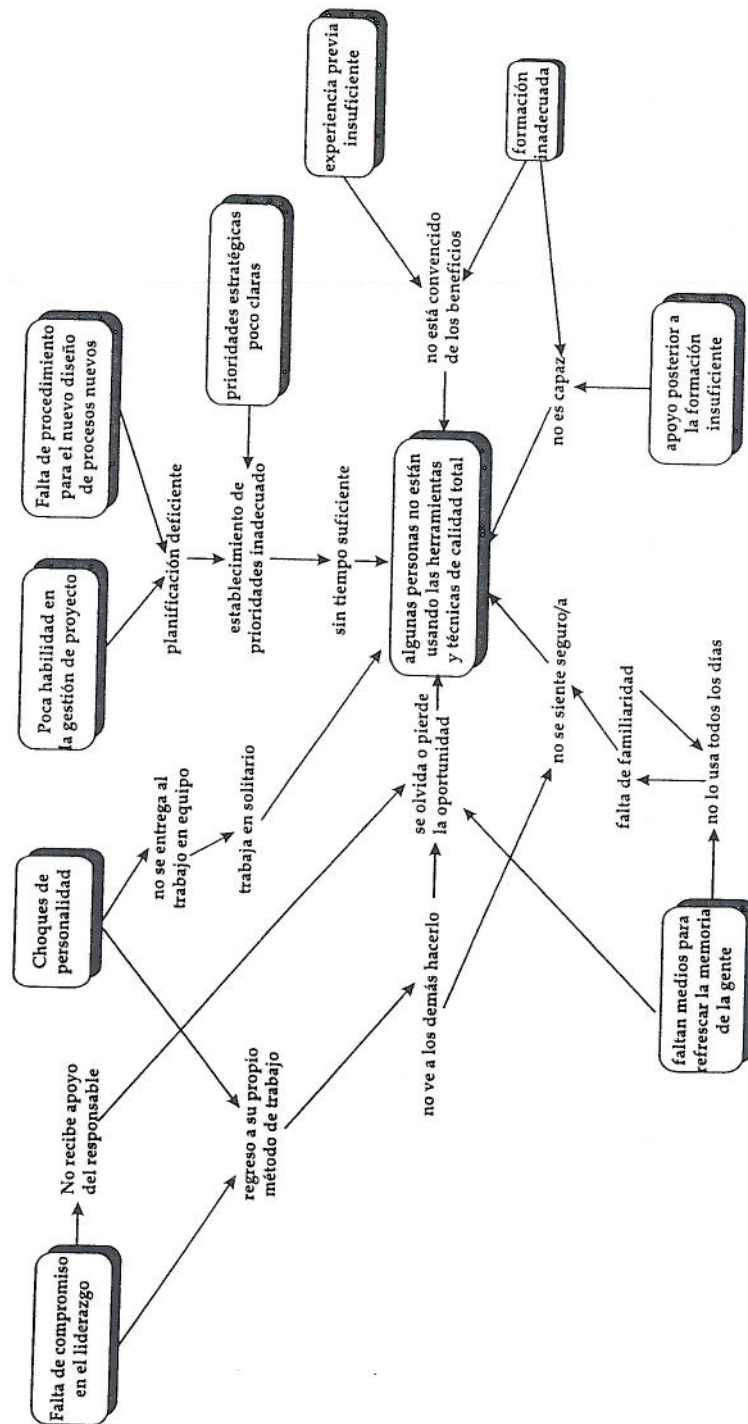 Falta de compromiso
en el liderazgo
No recibe apoyo
del responsable
Choques de
personalidad
Poca habilidad en
la gestión de proyecto
Falta de procedimiento
para el nuevo diseño
de procesos nuevos
no se entrega al
trabajo en equipo
planificación deficiente
prioridades estratégicas
poco claras
trabaja en solitario
establecimiento de
prioridades inadecuado
regreso a su propio
método de trabajo
sin tiempo suficiente
experiencia previa
insuficiente
no ve a los demás hacerlo
se olvida o pierde
la oportunidad
algunas personas no están
usando las herramientas
y técnicas de calidad total
no está convencido
de los beneficios
no se siente seguro/a
no es capaz
formación
inadecuada
falta de familiaridad
faltan medios para
refrescar la memoria
de la gente
no lo usa todos los días
apoyo posterior a
la formación
insuficiente